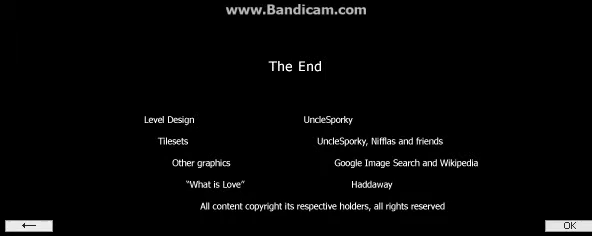 www.Bandicam.com
The End
Level Design UncleSporky
Tilesets UncleSporky, Nifflas and friends
Other graphics Google Image Search and Wikipedia
“What is Love” Haddaway
All content copyright its respective holders, all rights reserved
← OK